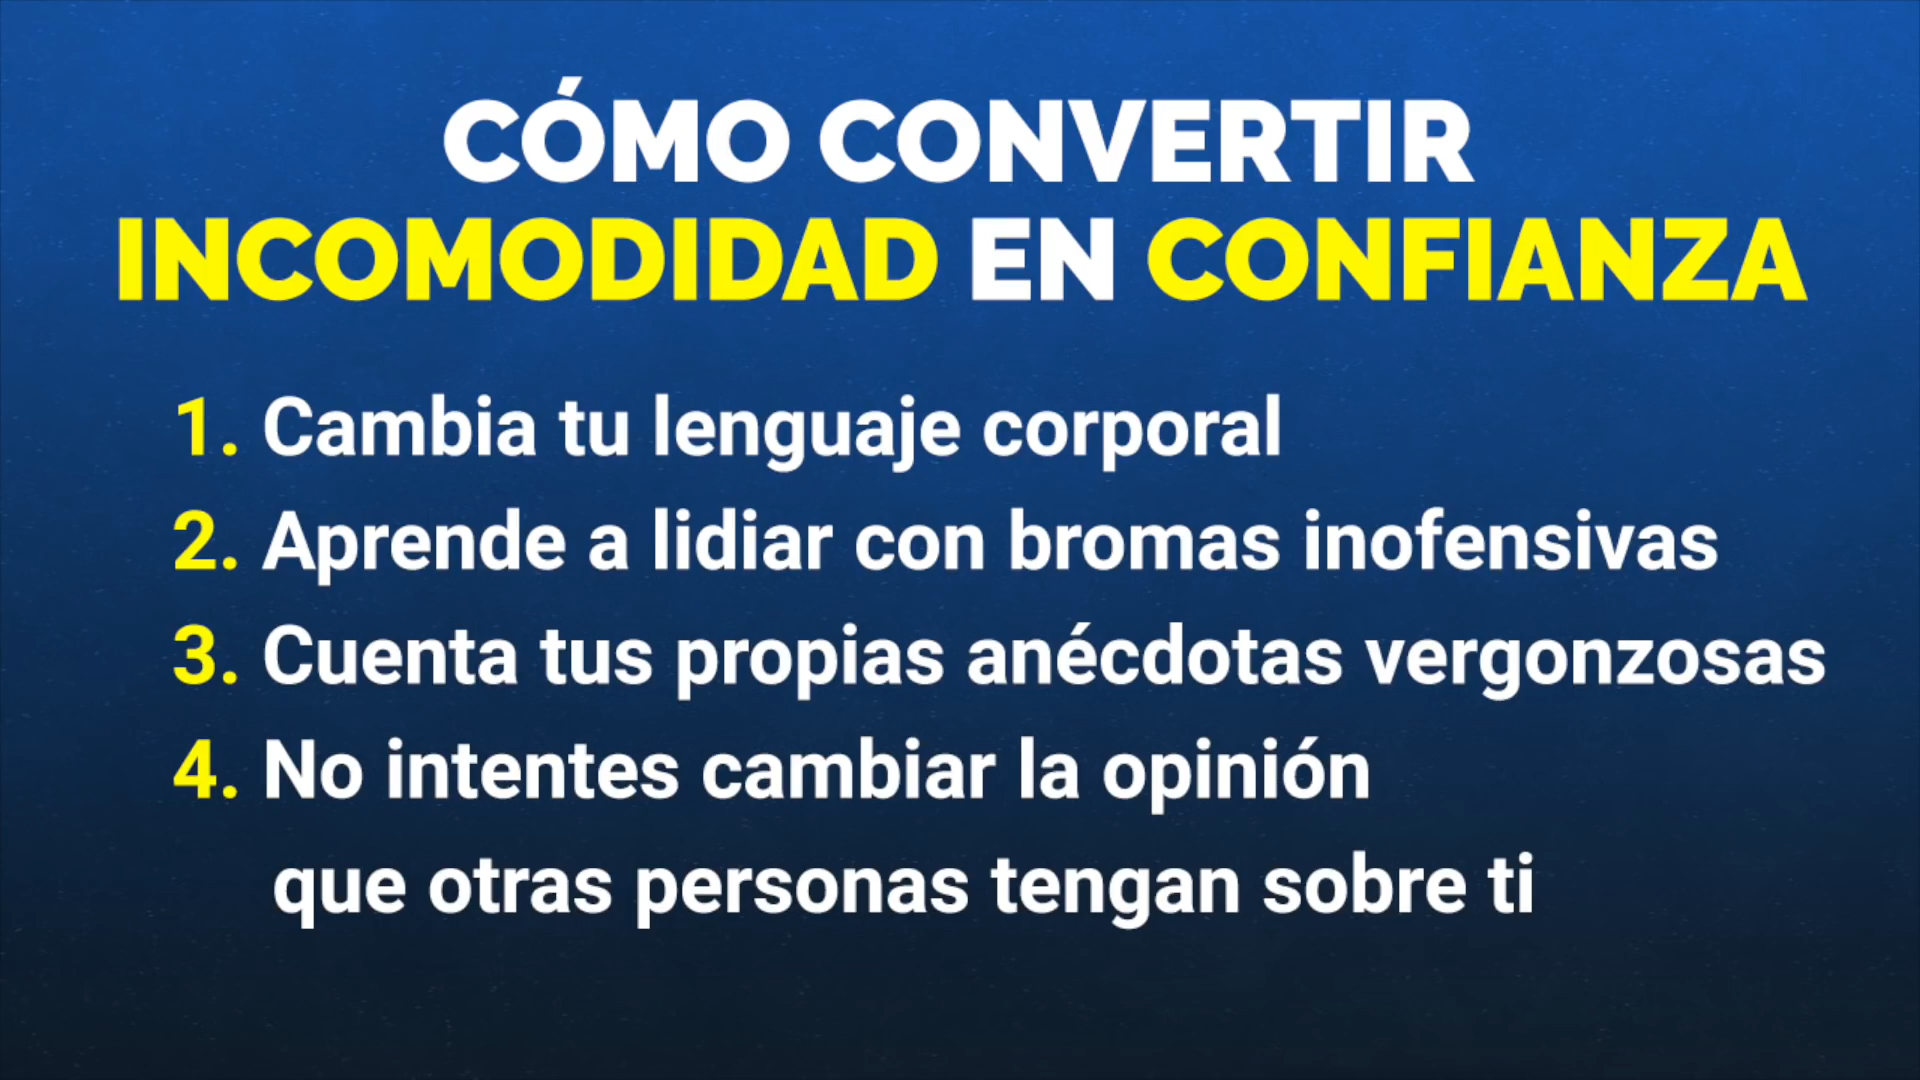 CÓMO CONVERTIR
INCOMODIDAD EN CONFIANZA
1. Cambia tu lenguaje corporal
2. Aprende a lidiar con bromas inofensivas
3. Cuenta tus propias anécdotas vergonzosas
4. No intentes cambiar la opinión
que otras personas tengan sobre ti